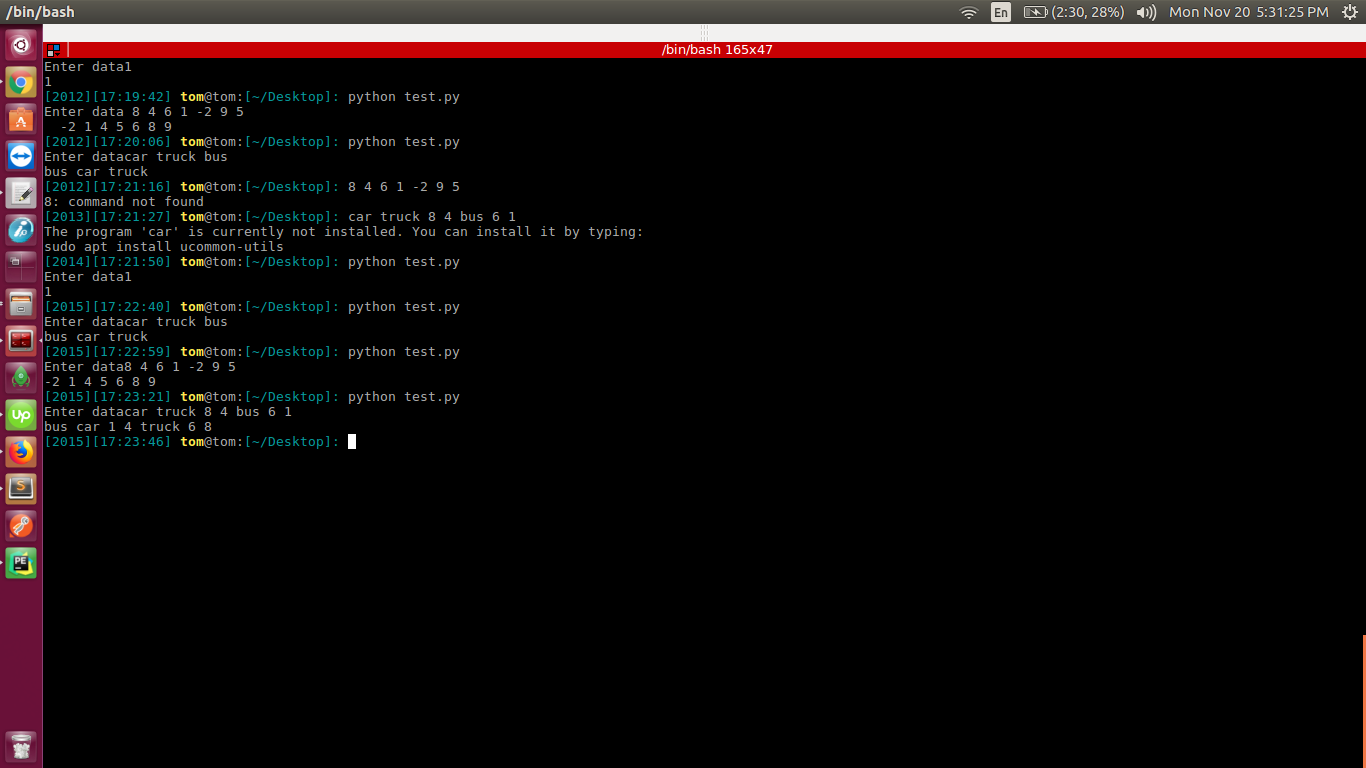 /bin/bash
En
(2:30, 28%)
Mon Nov 20 5:31:25 PM
/bin/bash 165x47
Enter data1
1
[2012][17:19:42] tom@tom:[~/Desktop]: python test.py
Enter data 8 4 6 1 -2 9 5
  -2 1 4 5 6 8 9
[2012][17:20:06] tom@tom:[~/Desktop]: python test.py
Enter datacar truck bus
bus car truck
[2012][17:21:16] tom@tom:[~/Desktop]: 8 4 6 1 -2 9 5
8: command not found
[2013][17:21:27] tom@tom:[~/Desktop]: car truck 8 4 bus 6 1
The program 'car' is currently not installed. You can install it by typing:
sudo apt install ucommon-utils
[2014][17:21:50] tom@tom:[~/Desktop]: python test.py
Enter data1
1
[2015][17:22:40] tom@tom:[~/Desktop]: python test.py
Enter datacar truck bus
bus car truck
[2015][17:22:59] tom@tom:[~/Desktop]: python test.py
Enter data8 4 6 1 -2 9 5
-2 1 4 5 6 8 9
[2015][17:23:21] tom@tom:[~/Desktop]: python test.py
Enter datacar truck 8 4 bus 6 1
bus car 1 4 truck 6 8
[2015][17:23:46] tom@tom:[~/Desktop]:
Up
S
PE